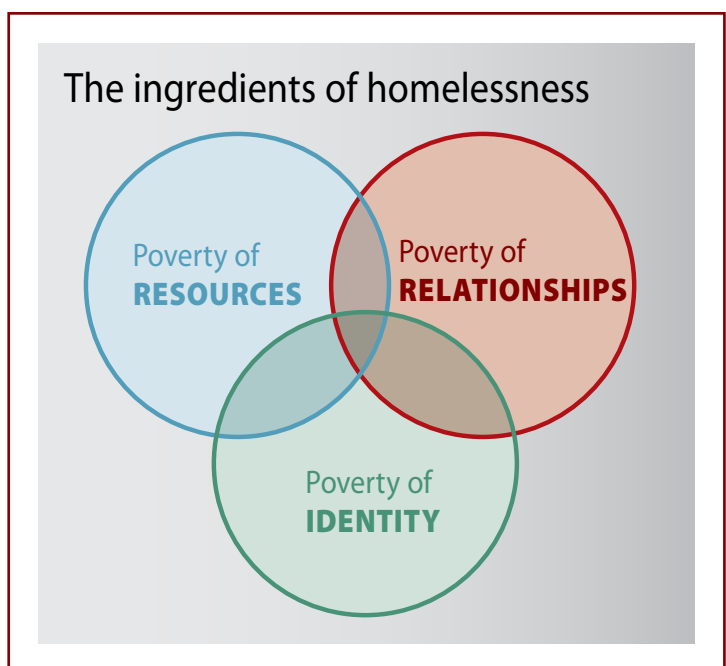 The ingredients of homelessness
Poverty of
RESOURCES
Poverty of
RELATIONSHIPS
Poverty of
IDENTITY